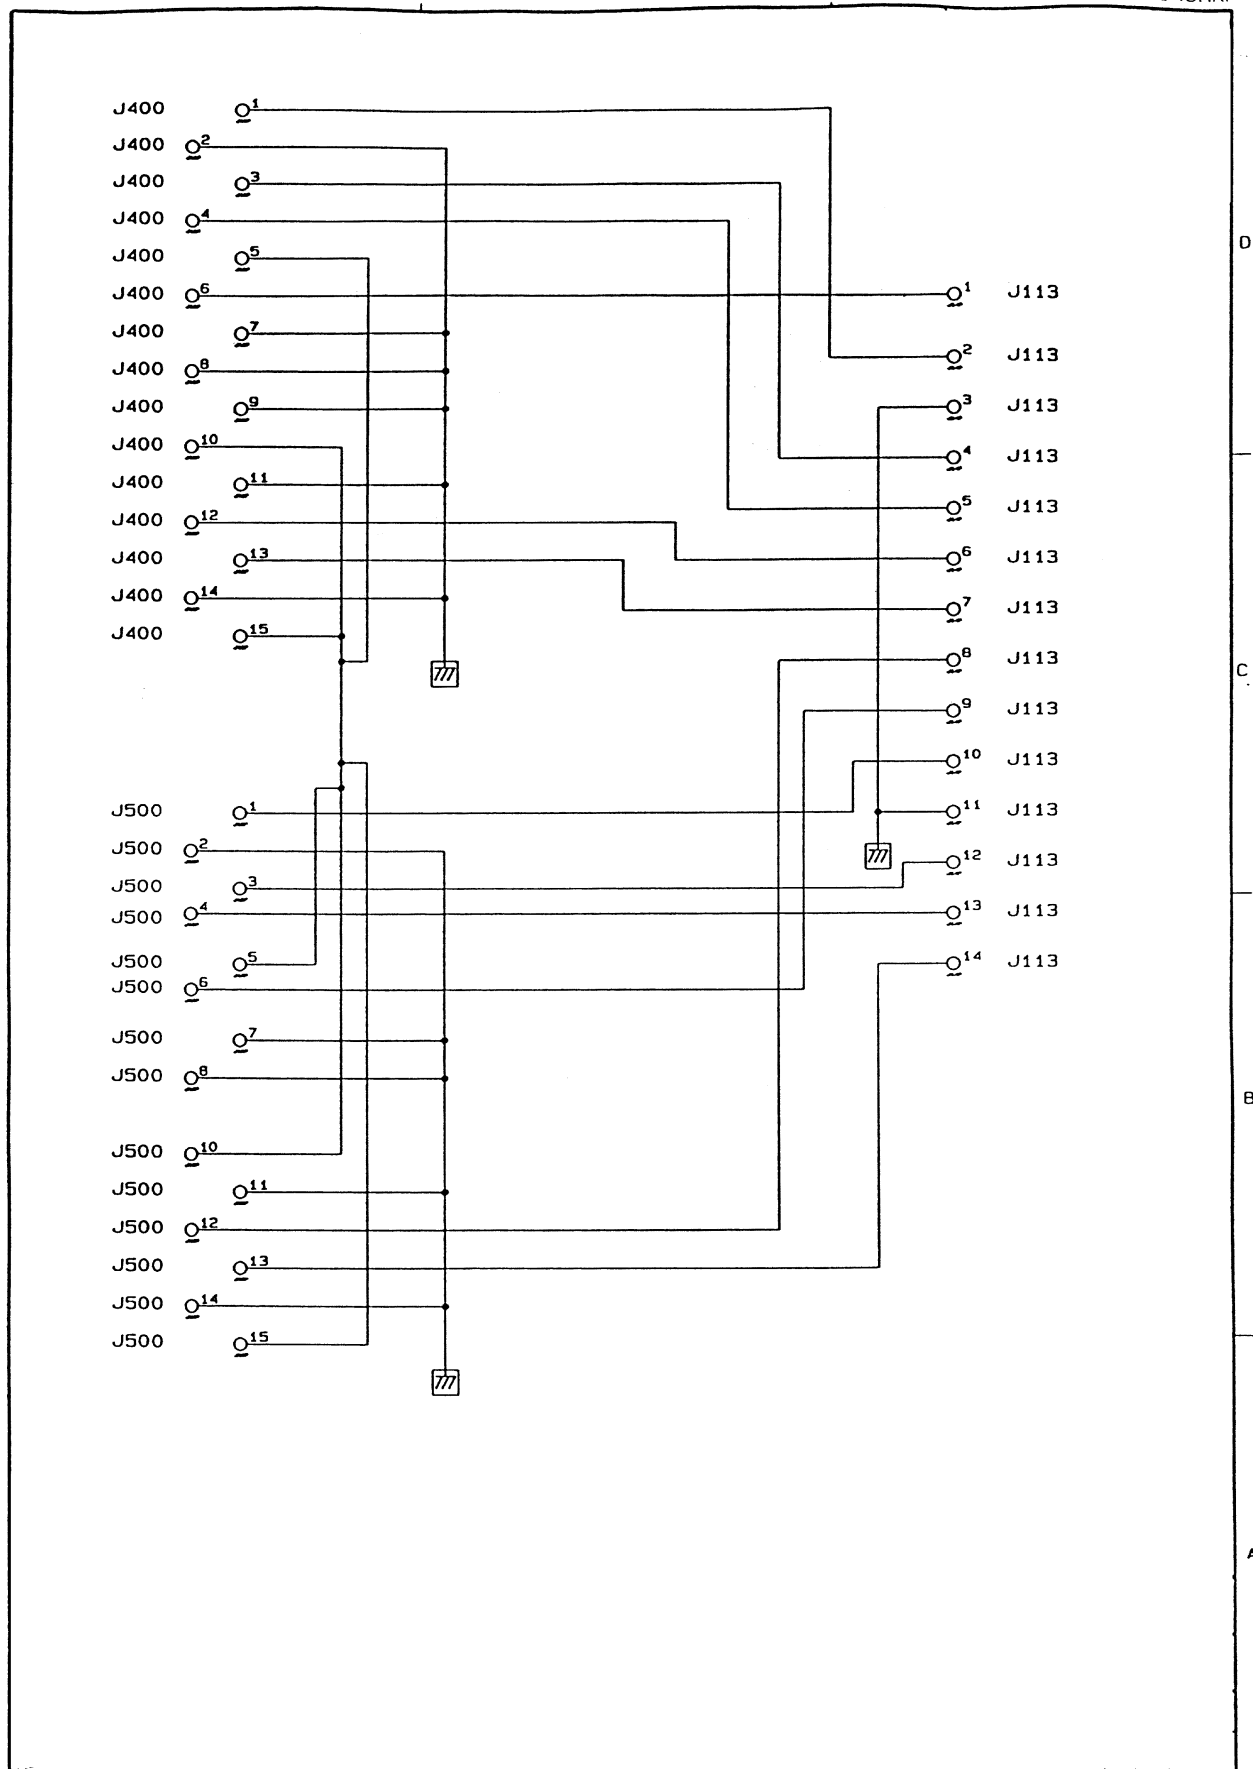 J400 1
J400 2
J400 3
J400 4
J400 5
J400 6 1 J113
J400 7
J400 8 2 J113
J400 9 3 J113
J400 10 4 J113
J400 11
J400 12 5 J113
J400 13 6 J113
J400 14 7 J113
J400 15
8 J113
9 J113
10 J113
J500 1 11 J113
J500 2 12 J113
J500 3
J500 4 13 J113
J500 5 14 J113
J500 6
J500 7
J500 8
J500 10
J500 11
J500 12
J500 13
J500 14
J500 15
D
C
B
A